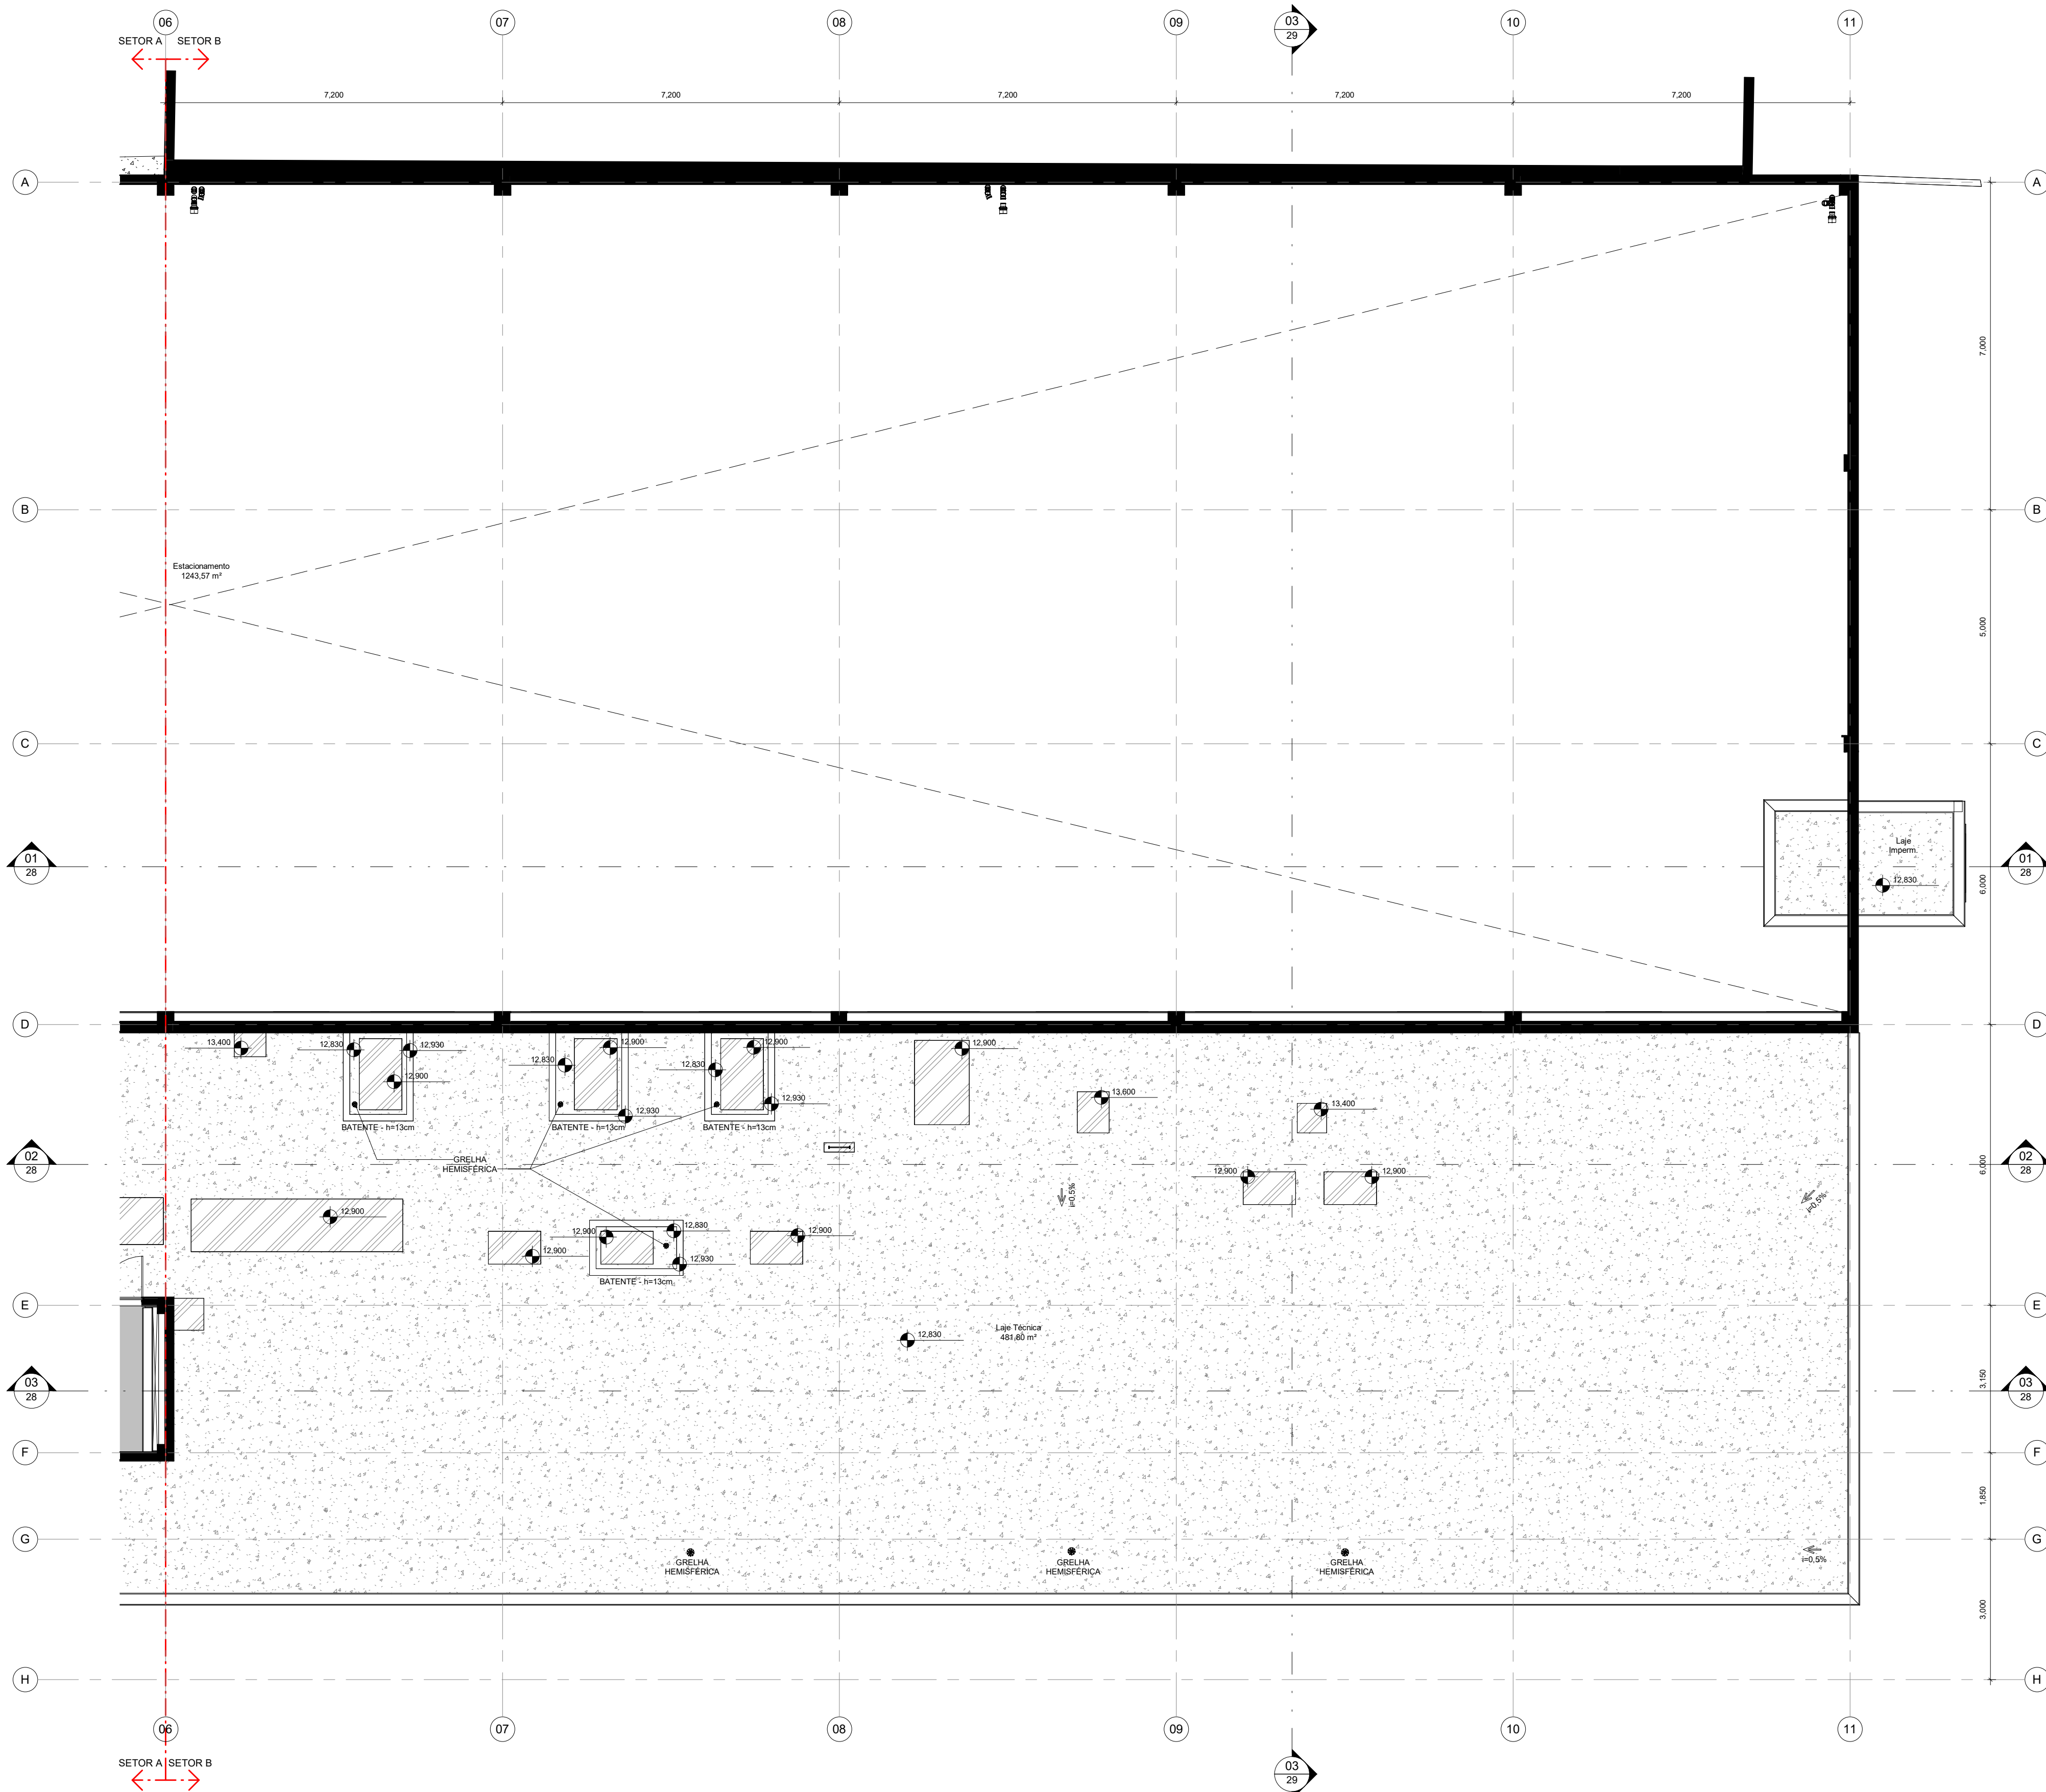 06
07
08
09
03
29
10
11
SETOR A
SETOR B
7,200
7,200
7,200
7,200
7,200
A
A
7,000
B
B
Estacionamento
1243,57 m²
5,000
C
C
Laje
Imperm.
12,830
01
28
01
28
6,000
D
D
13,400
12,830
12,930
12,900
12,830
12,900
12,930
12,830
12,900
12,930
12,900
13,600
13,400
BATENTE - h=13cm
BATENTE - h=13cm
BATENTE - h=13cm
GRELHA
HEMISFÉRICA
02
28
02
28
6,000
12,900
12,900
i=0,5%
i=0,5%
12,900
12,900
12,900
12,830
12,930
12,900
BATENTE - h=13cm
E
E
Laje Técnica
481,80 m²
12,830
03
28
03
28
3,150
F
F
1,850
G
G
GRELHA
HEMISFÉRICA
GRELHA
HEMISFÉRICA
GRELHA
HEMISFÉRICA
i=0,5%
3,000
H
H
06
07
08
09
10
11
SETOR A
SETOR B
03
29